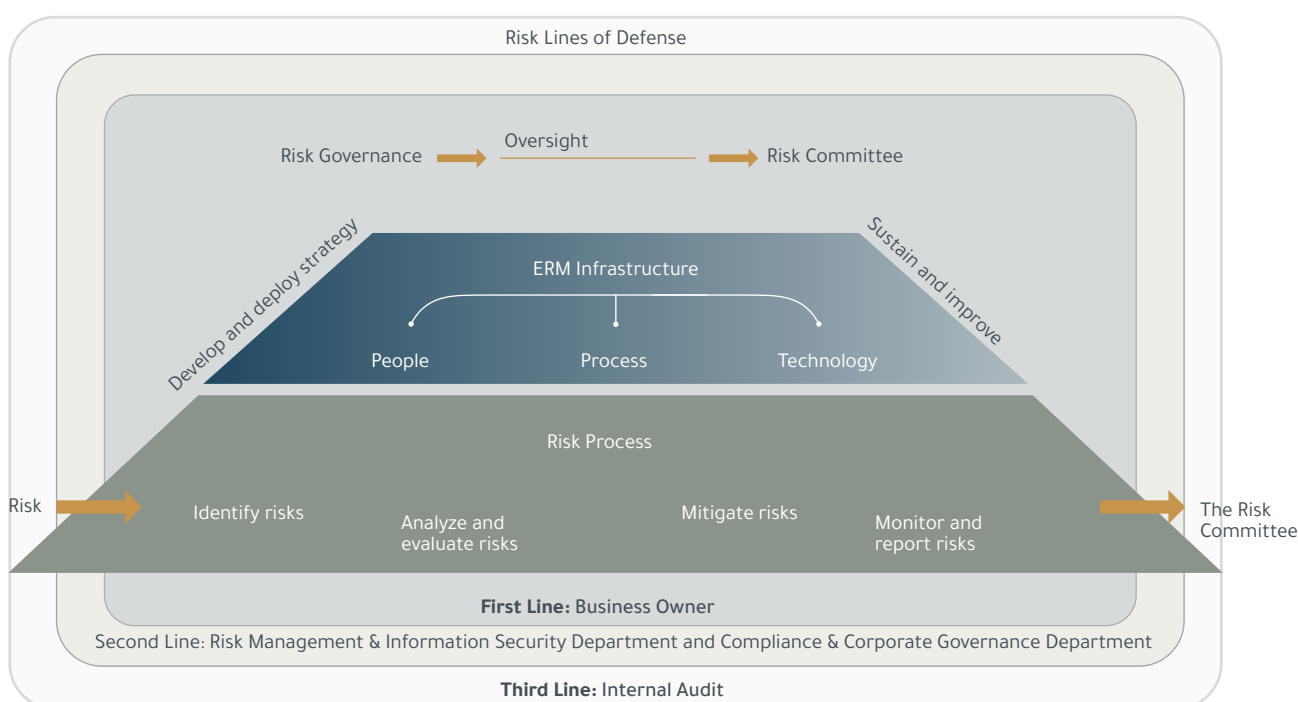 Risk Lines of Defense
Risk Governance
Oversight
Risk Committee
Develop and deploy strategy
Sustain and improve
ERM Infrastructure
People
Process
Technology
Risk Process
Risk
Identify risks
Analyze and
evaluate risks
Mitigate risks
Monitor and
report risks
The Risk
Committee
First Line: Business Owner
Second Line: Risk Management & Information Security Department and Compliance & Corporate Governance Department
Third Line: Internal Audit